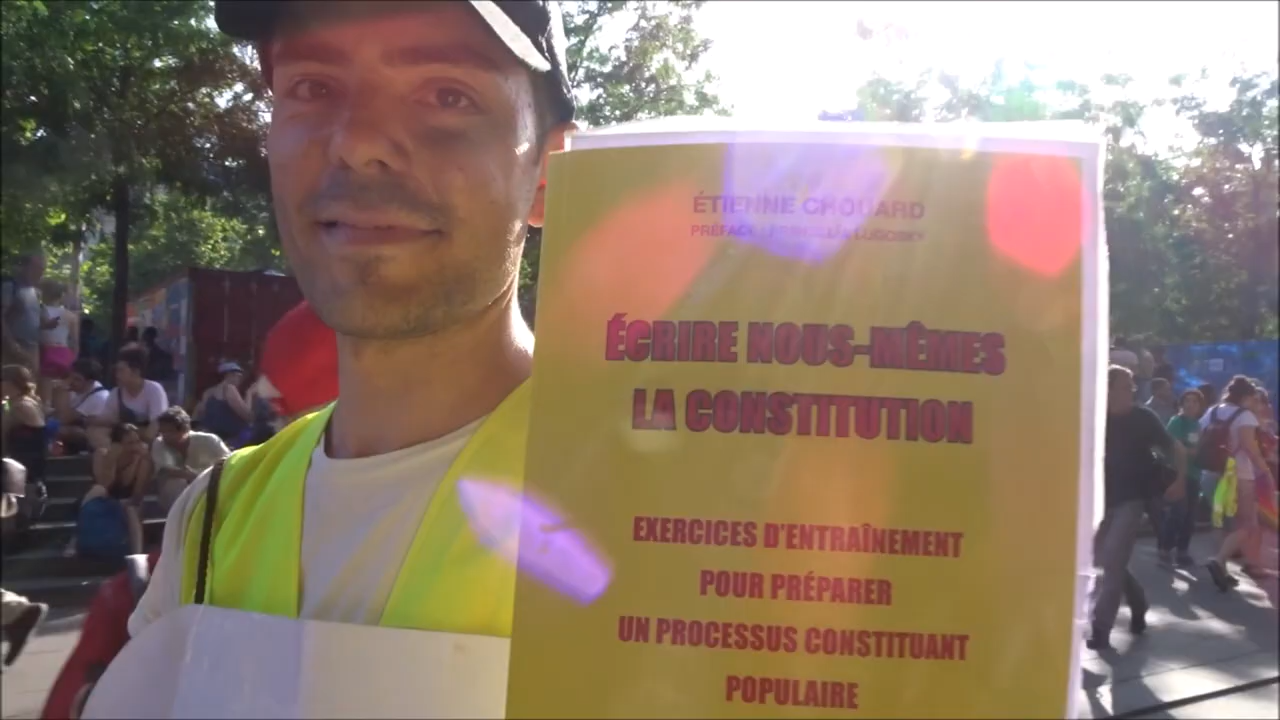 ÉTIENNE CHOUARD
ÉCRIRE NOUS-MÊMES
LA CONSTITUTION
EXERCICES D'ENTRAÎNEMENT
POUR PRÉPARER
UN PROCESSUS CONSTITUANT
POPULAIRE